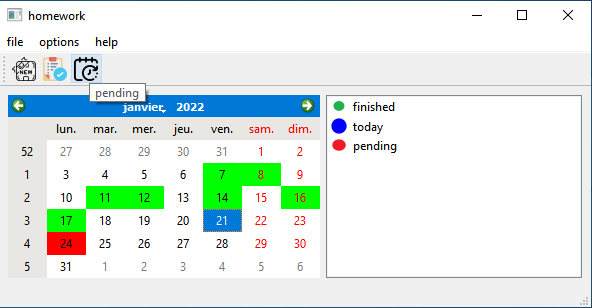 homework
file options help
NEW
pending
janvier, 2022
lun. mar. mer. jeu. ven. sam. dim.
52 27 28 29 30 31 1 2
1 3 4 5 6 7 8 9
2 10 11 12 13 14 15 16
3 17 18 19 20 21 22 23
4 24 25 26 27 28 29 30
5 31 1 2 3 4 5 6
finished
today
pending